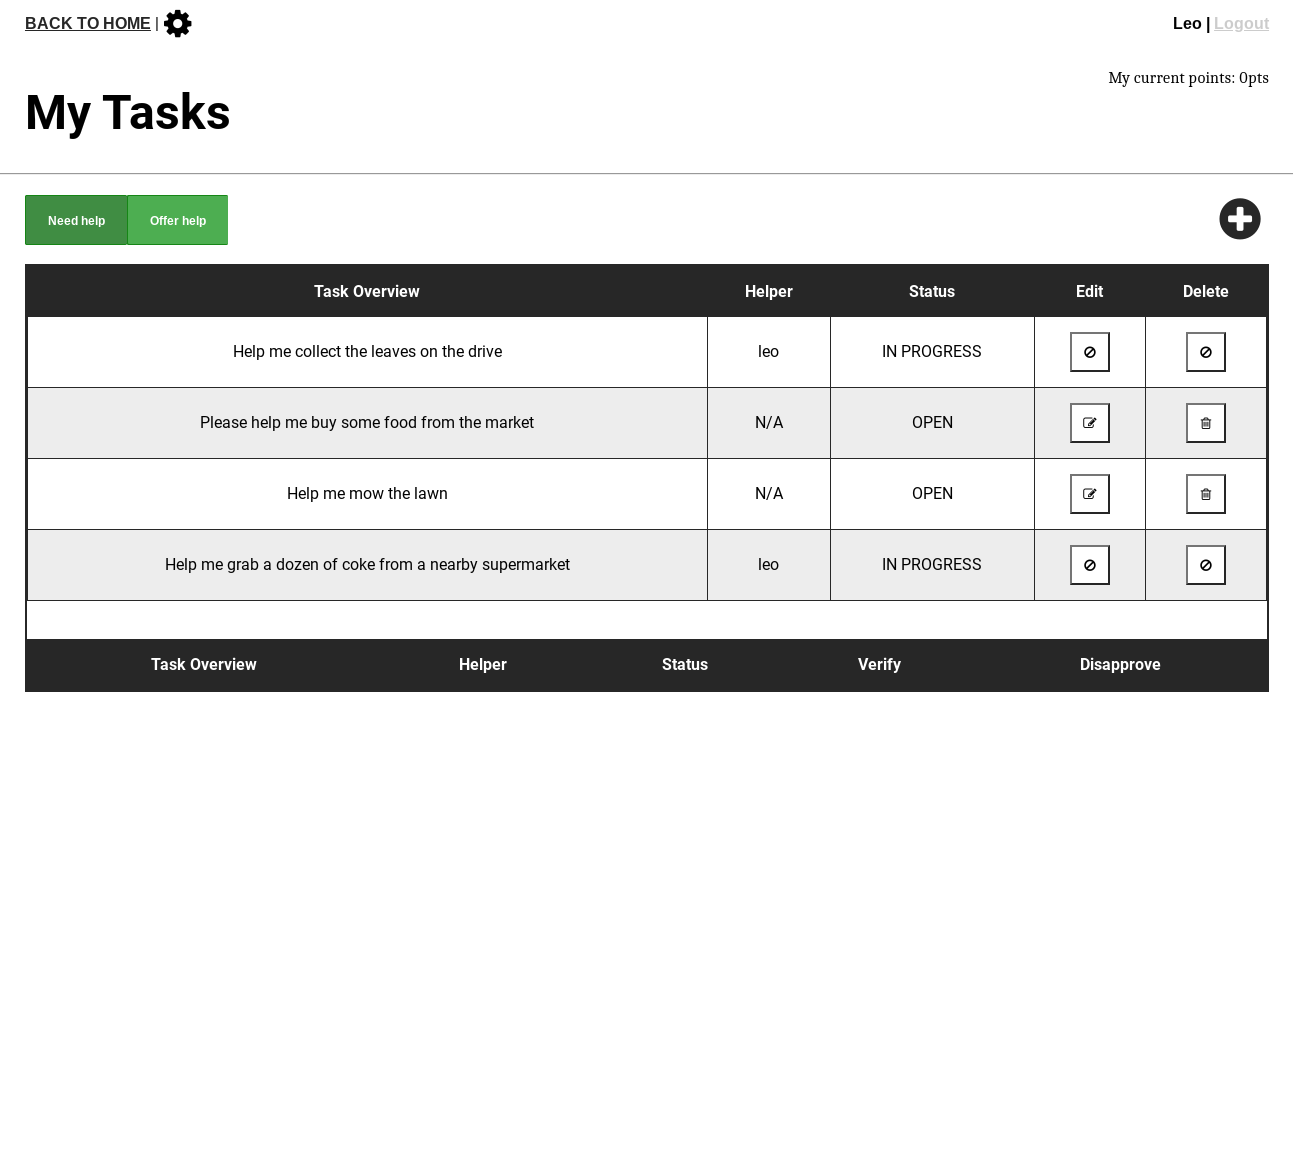 BACK TO HOME |
Leo | Logout
My current points: 0pts
My Tasks
Need help Offer help
Task Overview Helper Status Edit Delete
Help me collect the leaves on the drive leo IN PROGRESS
Please help me buy some food from the market N/A OPEN
Help me mow the lawn N/A OPEN
Help me grab a dozen of coke from a nearby supermarket leo IN PROGRESS
Task Overview Helper Status Verify Disapprove